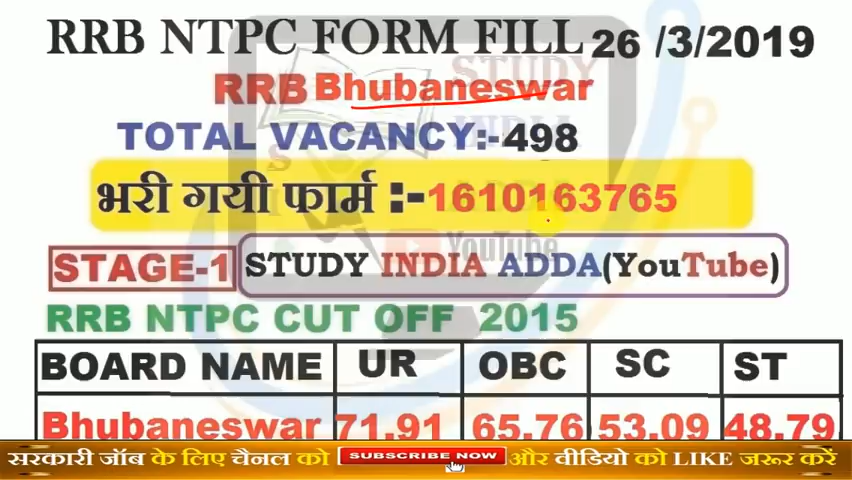 RRB NTPC FORM FILL 26 /3/2019
RRB Bhubaneswar
TOTAL VACANCY:-498
भरी गयी फार्म :-1610163765
YouTube
STAGE-1 STUDY INDIA ADDA(YouTube)
RRB NTPC CUT OFF 2015
BOARD NAME UR OBC SC ST
Bhubaneswar 71.91 65.76 53.09 48.79
सरकारी जॉब के लिए चैनल को SUBSCRIBE NOW और वीडियो को LIKE जरूर करें